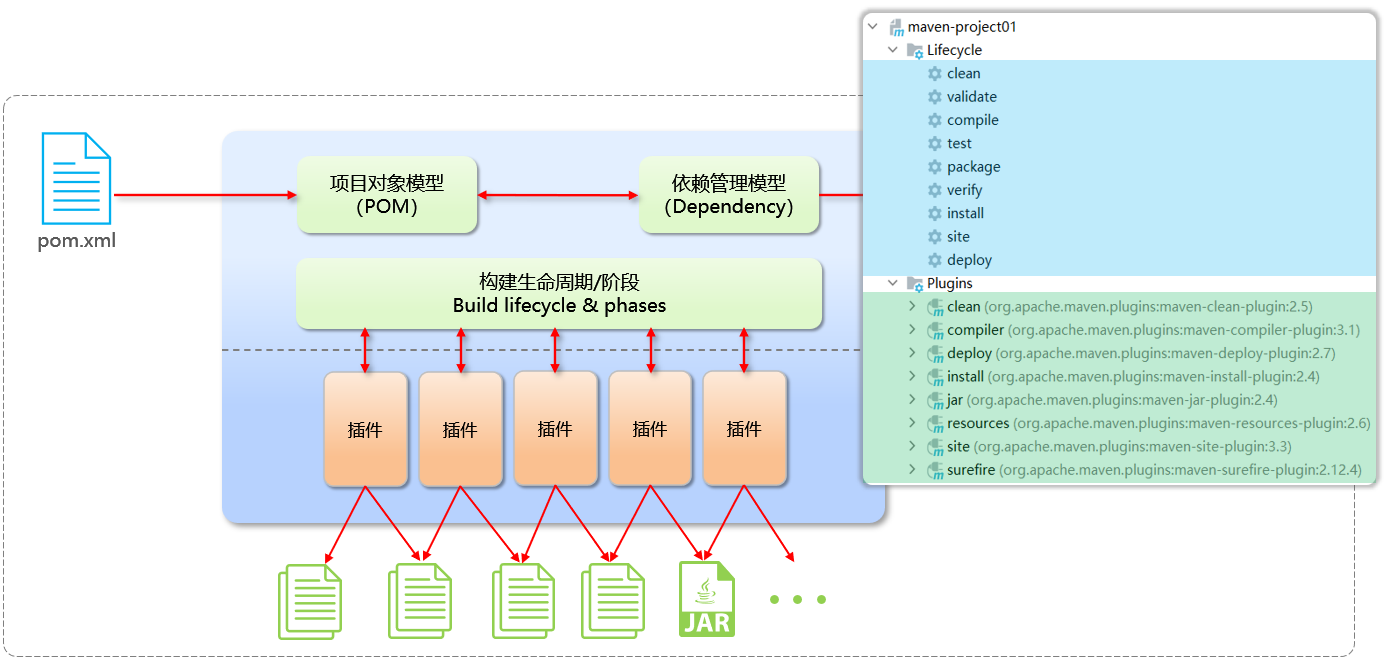 pom.xml
项目对象模型
（POM）
依赖管理模型
（Dependency）
构建生命周期/阶段
Build lifecycle & phases
插件
插件
插件
插件
插件
JAR
maven-project01
Lifecycle
clean
validate
compile
test
package
verify
install
site
deploy
Plugins
clean (org.apache.maven.plugins:maven-clean-plugin:2.5)
compiler (org.apache.maven.plugins:maven-compiler-plugin:3.1)
deploy (org.apache.maven.plugins:maven-deploy-plugin:2.7)
install (org.apache.maven.plugins:maven-install-plugin:2.4)
jar (org.apache.maven.plugins:maven-jar-plugin:2.4)
resources (org.apache.maven.plugins:maven-resources-plugin:2.6)
site (org.apache.maven.plugins:maven-site-plugin:3.3)
surefire (org.apache.maven.plugins:maven-surefire-plugin:2.12.4)